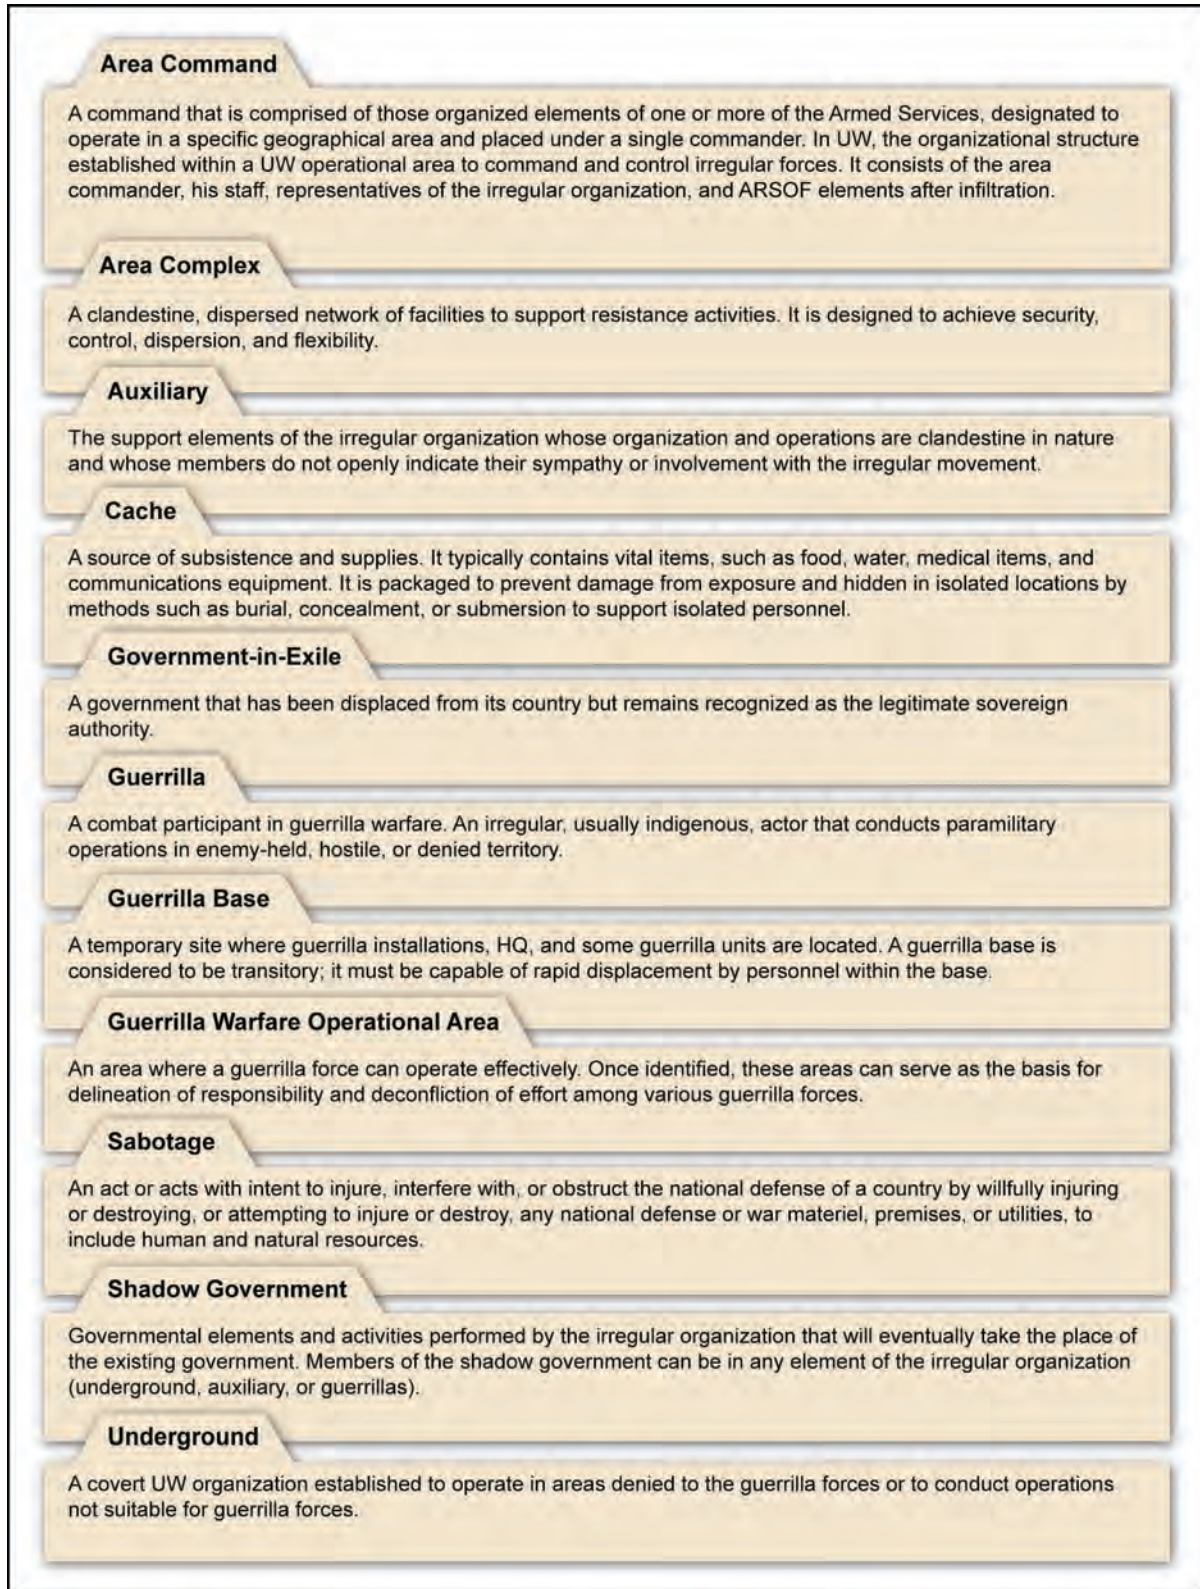 Area Command
A command that is comprised of those organized elements of one or more of the Armed Services, designated to
operate in a specific geographical area and placed under a single commander. In UW, the organizational structure
established within a UW operational area to command and control irregular forces. It consists of the area
commander, his staff, representatives of the irregular organization, and ARSOF elements after infiltration.
Area Complex
A clandestine, dispersed network of facilities to support resistance activities. It is designed to achieve security,
control, dispersion, and flexibility.
Auxiliary
The support elements of the irregular organization whose organization and operations are clandestine in nature
and whose members do not openly indicate their sympathy or involvement with the irregular movement.
Cache
A source of subsistence and supplies. It typically contains vital items, such as food, water, medical items, and
communications equipment. It is packaged to prevent damage from exposure and hidden in isolated locations by
methods such as burial, concealment, or submersion to support isolated personnel.
Government-in-Exile
A government that has been displaced from its country but remains recognized as the legitimate sovereign
authority.
Guerrilla
A combat participant in guerrilla warfare. An irregular, usually indigenous, actor that conducts paramilitary
operations in enemy-held, hostile, or denied territory.
Guerrilla Base
A temporary site where guerrilla installations, HQ, and some guerrilla units are located. A guerrilla base is
considered to be transitory; it must be capable of rapid displacement by personnel within the base.
Guerrilla Warfare Operational Area
An area where a guerrilla force can operate effectively. Once identified, these areas can serve as the basis for
delineation of responsibility and deconfliction of effort among various guerrilla forces.
Sabotage
An act or acts with intent to injure, interfere with, or obstruct the national defense of a country by willfully injuring
or destroying, or attempting to injure or destroy, any national defense or war materiel, premises, or utilities, to
include human and natural resources.
Shadow Government
Governmental elements and activities performed by the irregular organization that will eventually take the place of
the existing government. Members of the shadow government can be in any element of the irregular organization
(underground, auxiliary, or guerrillas).
Underground
A covert UW organization established to operate in areas denied to the guerrilla forces or to conduct operations
not suitable for guerrilla forces.